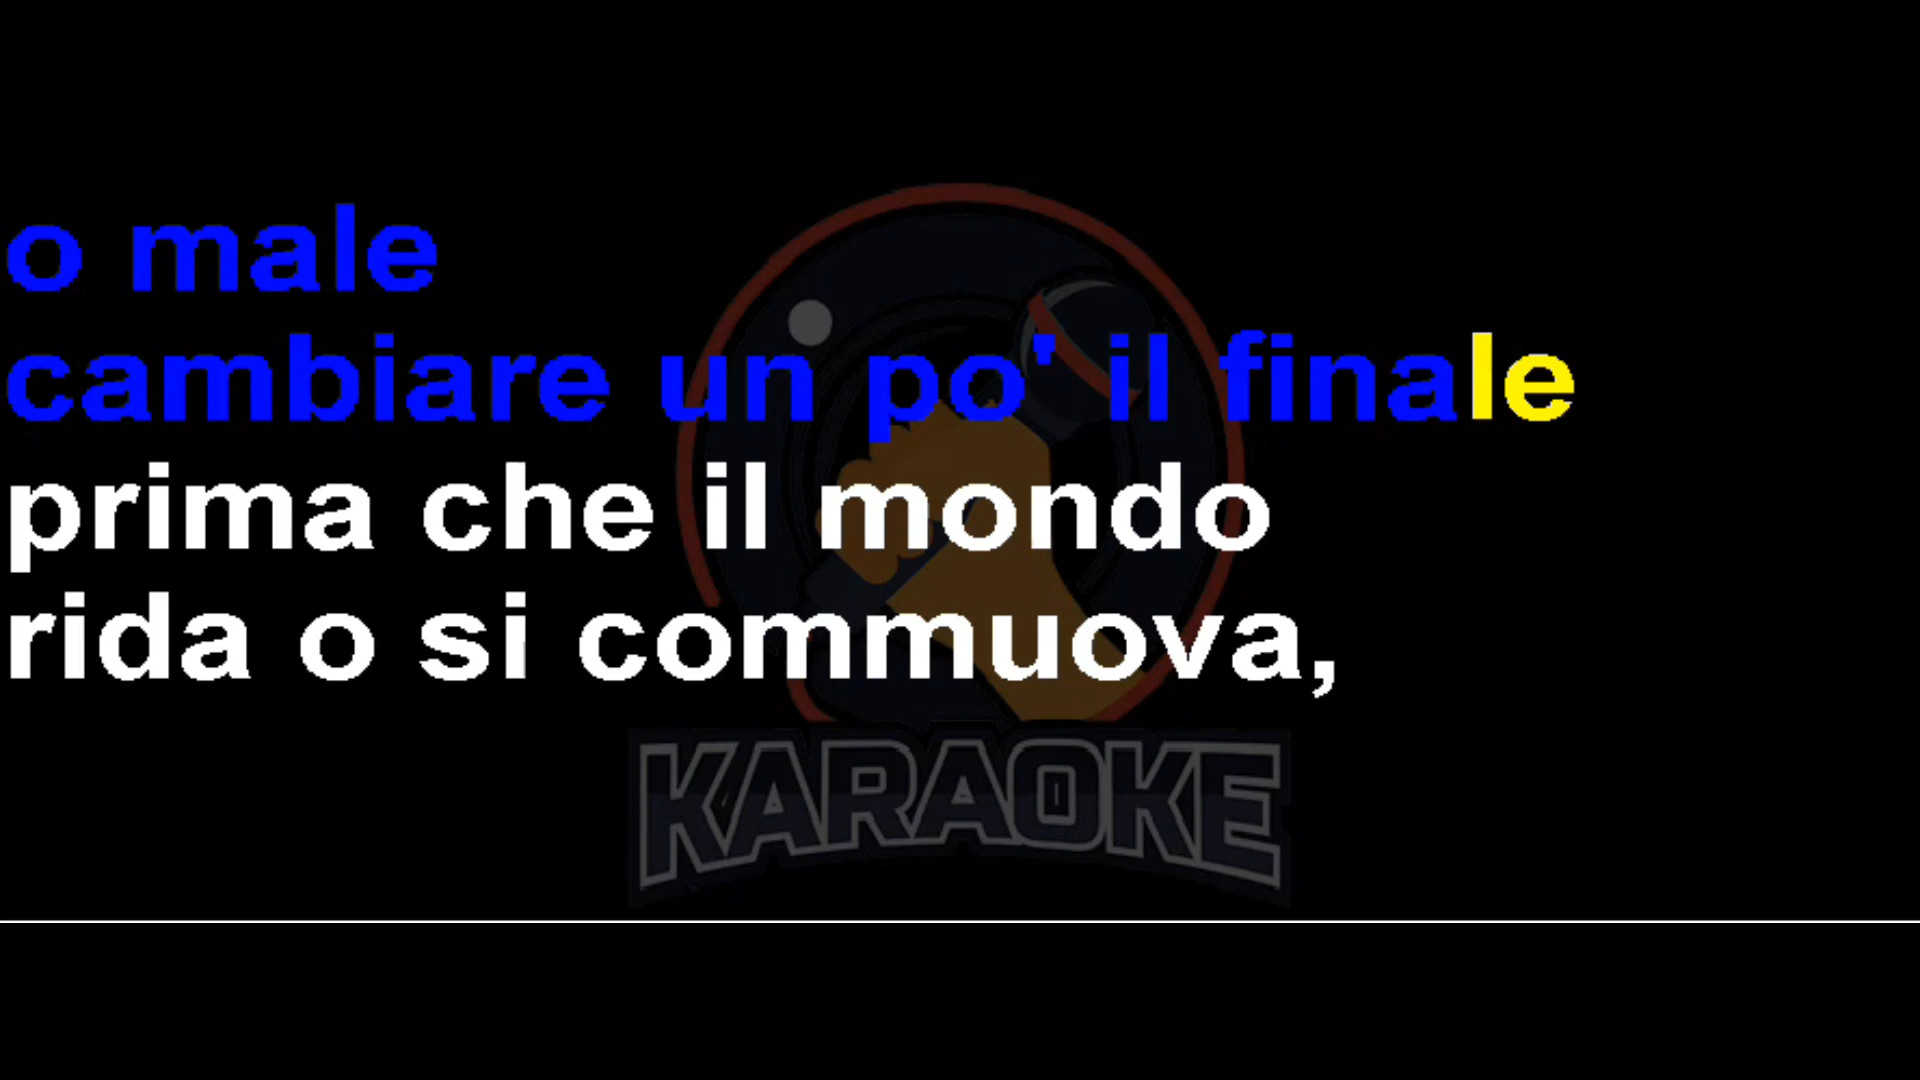 o male
cambiare un po' il finale
prima che il mondo
rida o si commuova,
KARAOKE